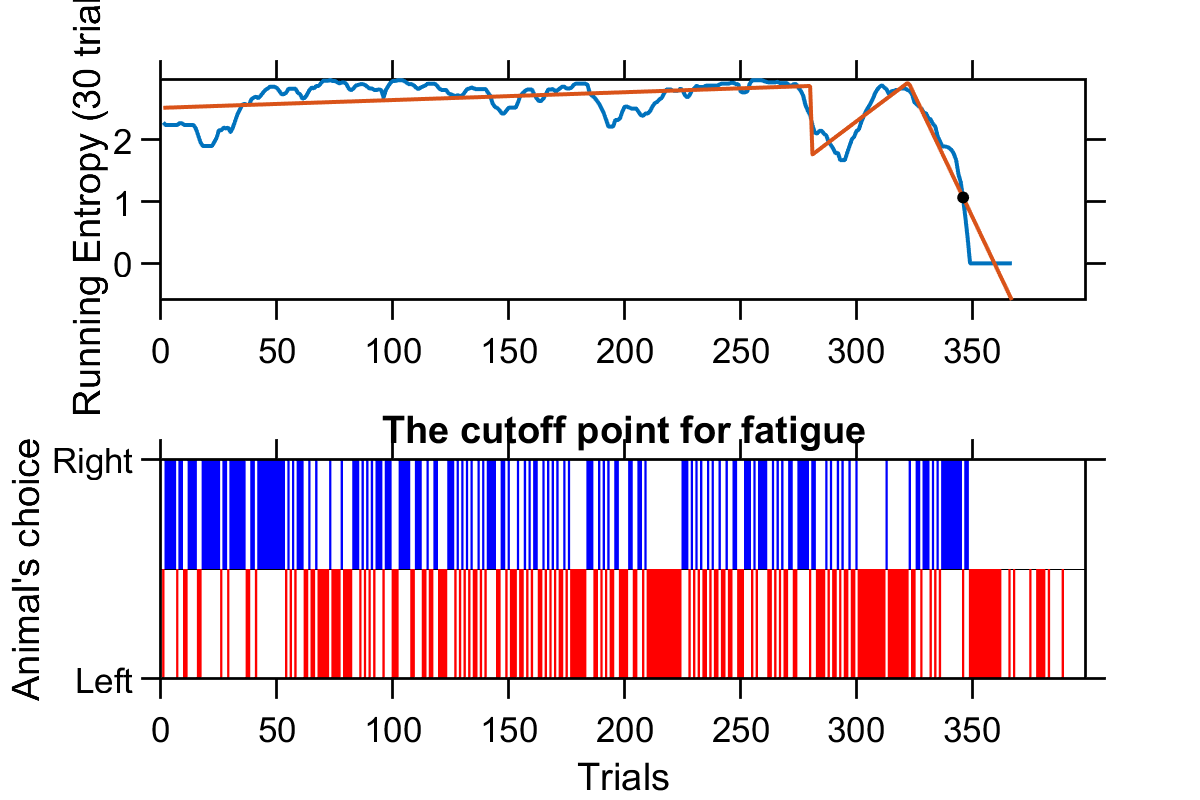 Running Entropy (30 trial
2
1
0
0 50 100 150 200 250 300 350
The cutoff point for fatigue
Animal's choice
Right
Left
0 50 100 150 200 250 300 350
Trials